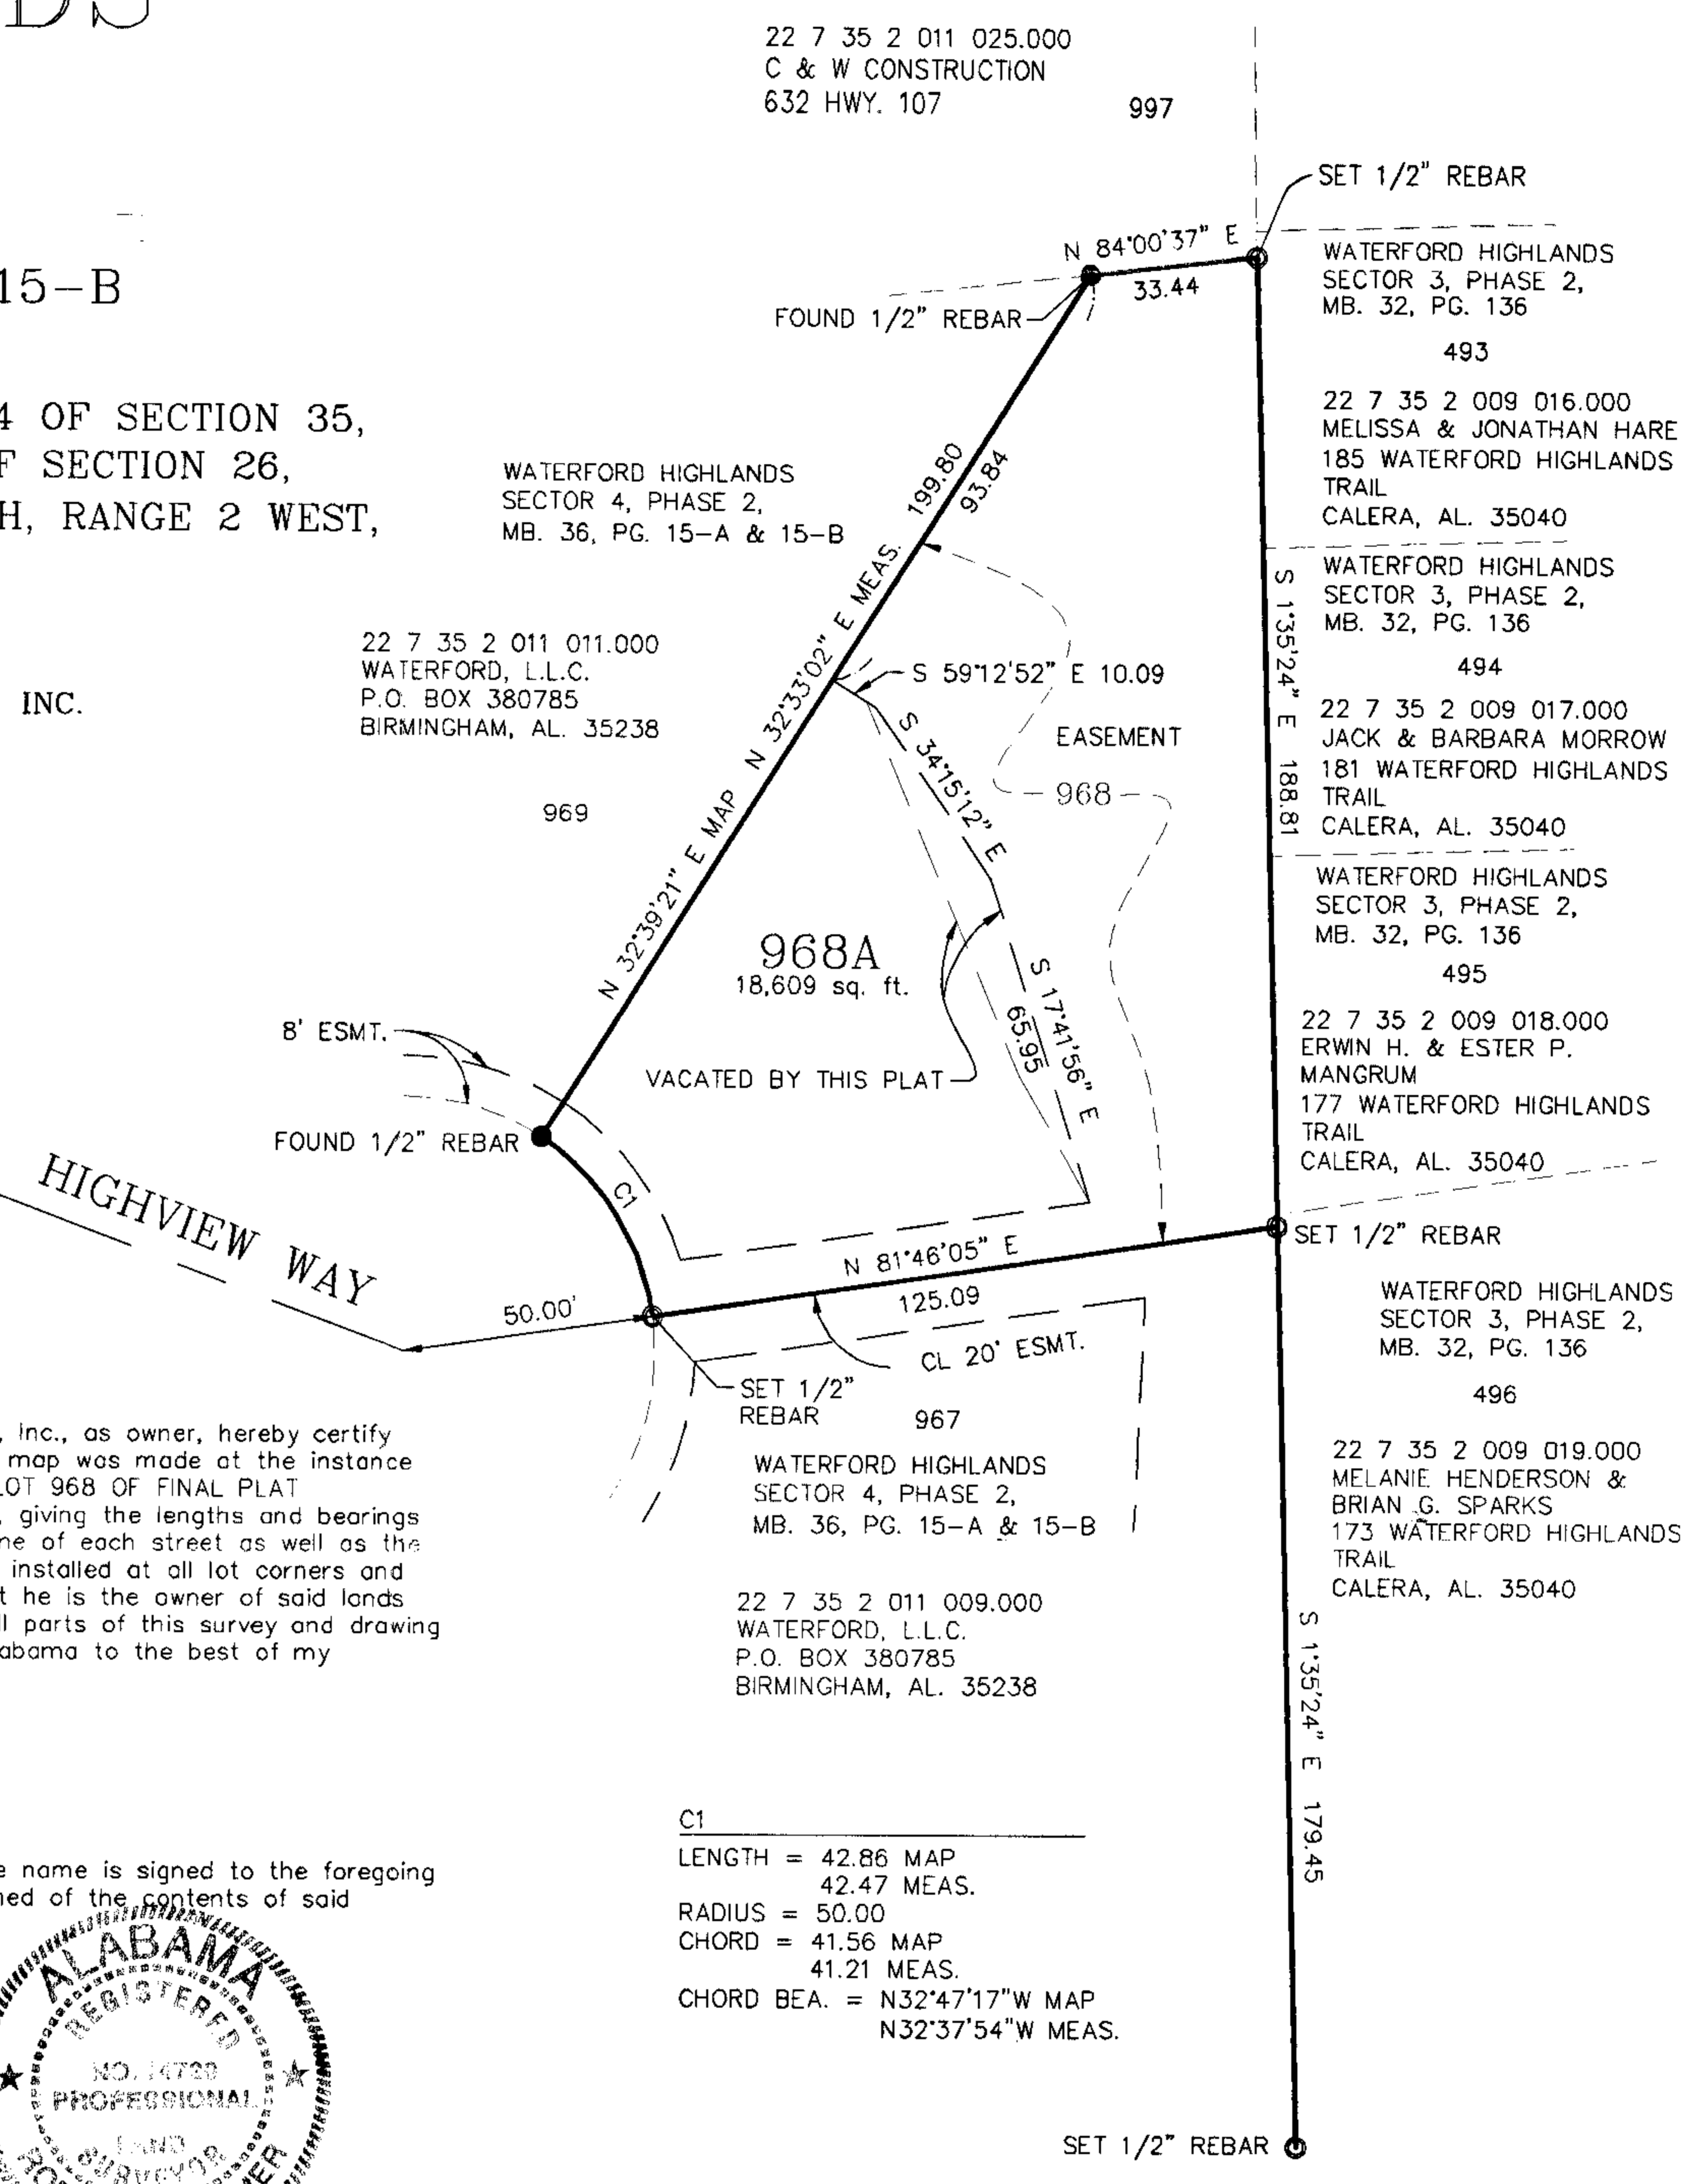 DS
22 7 35 2 011 025.000
C & W CONSTRUCTION
632 HWY. 107
997
SET 1/2" REBAR
15-B
N 84°00'37" E
33.44
FOUND 1/2" REBAR
WATERFORD HIGHLANDS
SECTOR 3, PHASE 2,
MB. 32, PG. 136
493
22 7 35 2 009 016.000
MELISSA & JONATHAN HARE
185 WATERFORD HIGHLANDS
TRAIL
CALERA, AL. 35040
4 OF SECTION 35,
F SECTION 26,
H, RANGE 2 WEST,
WATERFORD HIGHLANDS
SECTOR 4, PHASE 2,
MB. 36, PG. 15-A & 15-B
199.80
93.84
N 32°39'21" E MAP N 32°33'02" E MEAS.
WATERFORD HIGHLANDS
SECTOR 3, PHASE 2,
MB. 32, PG. 136
494
22 7 35 2 009 017.000
JACK & BARBARA MORROW
181 WATERFORD HIGHLANDS
TRAIL
CALERA, AL. 35040
S 1°35'24" E 188.81
22 7 35 2 011 011.000
WATERFORD, L.L.C.
P.O. BOX 380785
BIRMINGHAM, AL. 35238
INC.
S 59°12'52" E 10.09
S 34°15'12" E
EASEMENT
968
969
WATERFORD HIGHLANDS
SECTOR 3, PHASE 2,
MB. 32, PG. 136
495
22 7 35 2 009 018.000
ERWIN H. & ESTER P.
MANGRUM
177 WATERFORD HIGHLANDS
TRAIL
CALERA, AL. 35040
968A
18,609 sq. ft.
S 17°41'56" E
65.95
8' ESMT.
VACATED BY THIS PLAT
FOUND 1/2" REBAR
C1
HIGHVIEW WAY
50.00'
N 81°46'05" E
125.09
SET 1/2" REBAR
CL 20' ESMT.
SET 1/2"
REBAR
967
WATERFORD HIGHLANDS
SECTOR 4, PHASE 2,
MB. 36, PG. 15-A & 15-B
22 7 35 2 011 009.000
WATERFORD, L.L.C.
P.O. BOX 380785
BIRMINGHAM, AL. 35238
WATERFORD HIGHLANDS
SECTOR 3, PHASE 2,
MB. 32, PG. 136
496
22 7 35 2 009 019.000
MELANIE HENDERSON &
BRIAN G. SPARKS
173 WATERFORD HIGHLANDS
TRAIL
CALERA, AL. 35040
S 1°35'24" E 179.45
, Inc., as owner, hereby certify
map was made at the instance
LOT 968 OF FINAL PLAT
, giving the lengths and bearings
ne of each street as well as the
installed at all lot corners and
t he is the owner of said lands
ll parts of this survey and drawing
abama to the best of my
C1
LENGTH = 42.86 MAP
42.47 MEAS.
RADIUS = 50.00
CHORD = 41.56 MAP
41.21 MEAS.
CHORD BEA. = N32°47'17"W MAP
N32°37'54"W MEAS.
e name is signed to the foregoing
ned of the contents of said
ALABAMA
REGISTERED
PROFESSIONAL
LAND
SURVEYOR
SET 1/2" REBAR